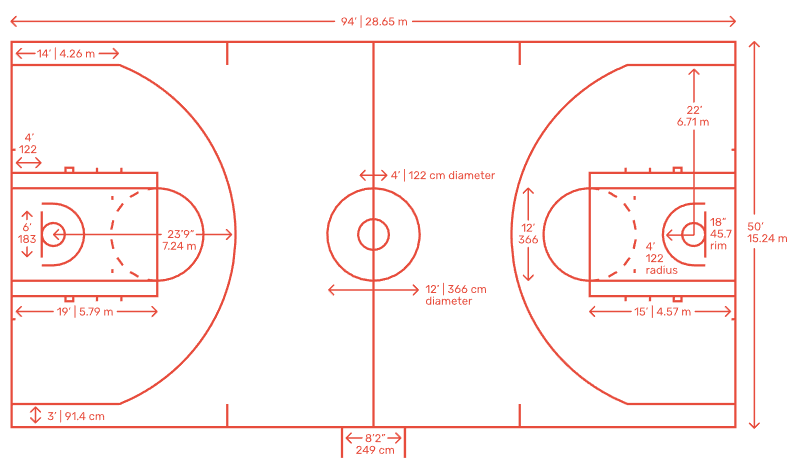 94' | 28.65 m
14' | 4.26 m
22'
6.71 m
4'
122
4' | 122 cm diameter
6'
183
23'9"
7.24 m
12'
366
18"
45.7
rim
4'
122
radius
50'
15.24 m
12' | 366 cm
diameter
19' | 5.79 m
15' | 4.57 m
3' | 91.4 cm
8'2"
249 cm